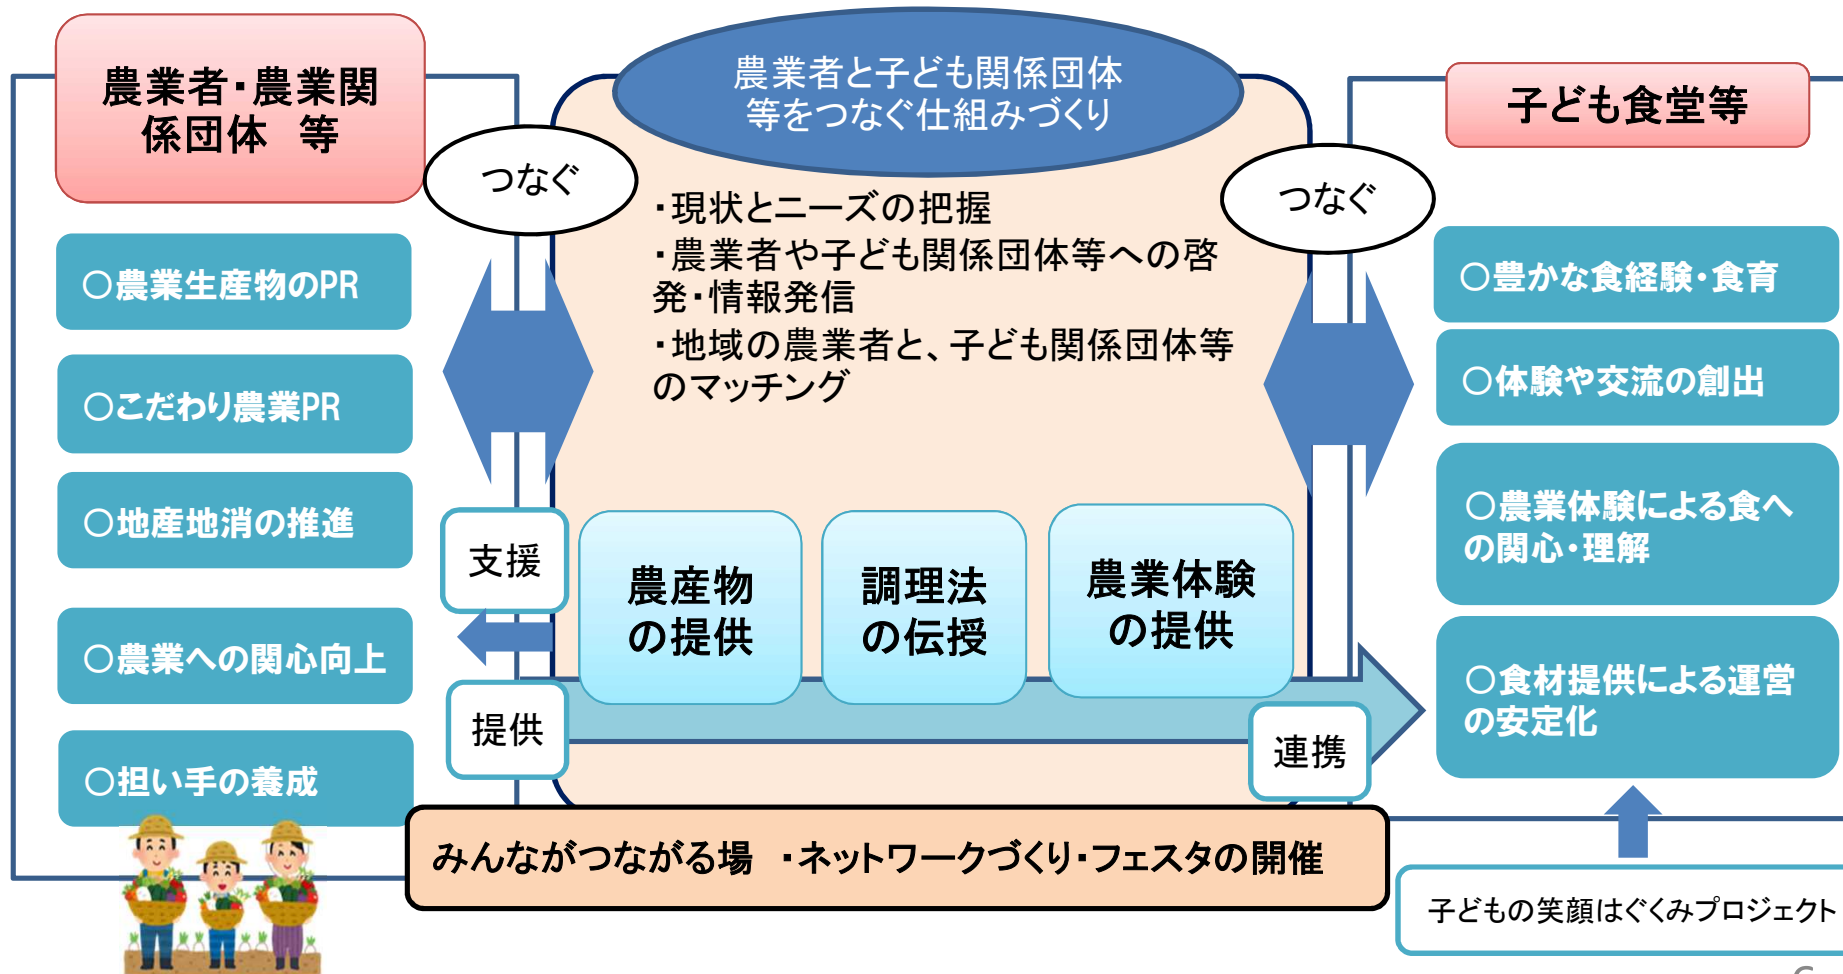 農業者・農業関
係団体　等
農業者と子ども関係団体
等をつなぐ仕組みづくり
子ども食堂等
つなぐ
つなぐ
・現状とニーズの把握
・農業者や子ども関係団体等への啓
発・情報発信
・地域の農業者と、子ども関係団体等
のマッチング
○農業生産物のPR
○こだわり農業PR
○地産地消の推進
○農業への関心向上
○担い手の養成
支援
提供
農産物
の提供
調理法
の伝授
農業体験
の提供
連携
○豊かな食経験・食育
○体験や交流の創出
○農業体験による食へ
の関心・理解
○食材提供による運営
の安定化
みんながつながる場　・ネットワークづくり・フェスタの開催
子どもの笑顔はぐくみプロジェクト